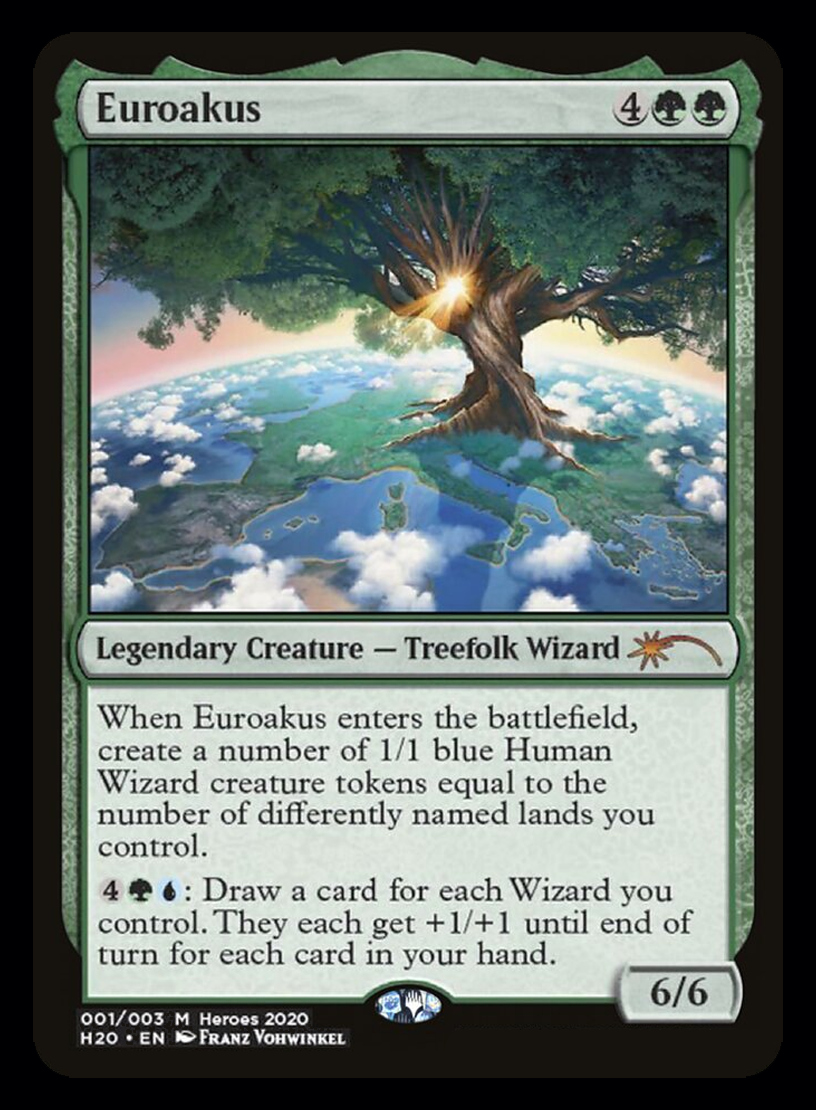 Euroakus 4
Legendary Creature — Treefolk Wizard
When Euroakus enters the battlefield,
create a number of 1/1 blue Human
Wizard creature tokens equal to the
number of differently named lands you
control.
4 : Draw a card for each Wizard you
control. They each get +1/+1 until end of
turn for each card in your hand.
6/6
001/003 M Heroes 2020
H20 • EN Franz Vohwinkel